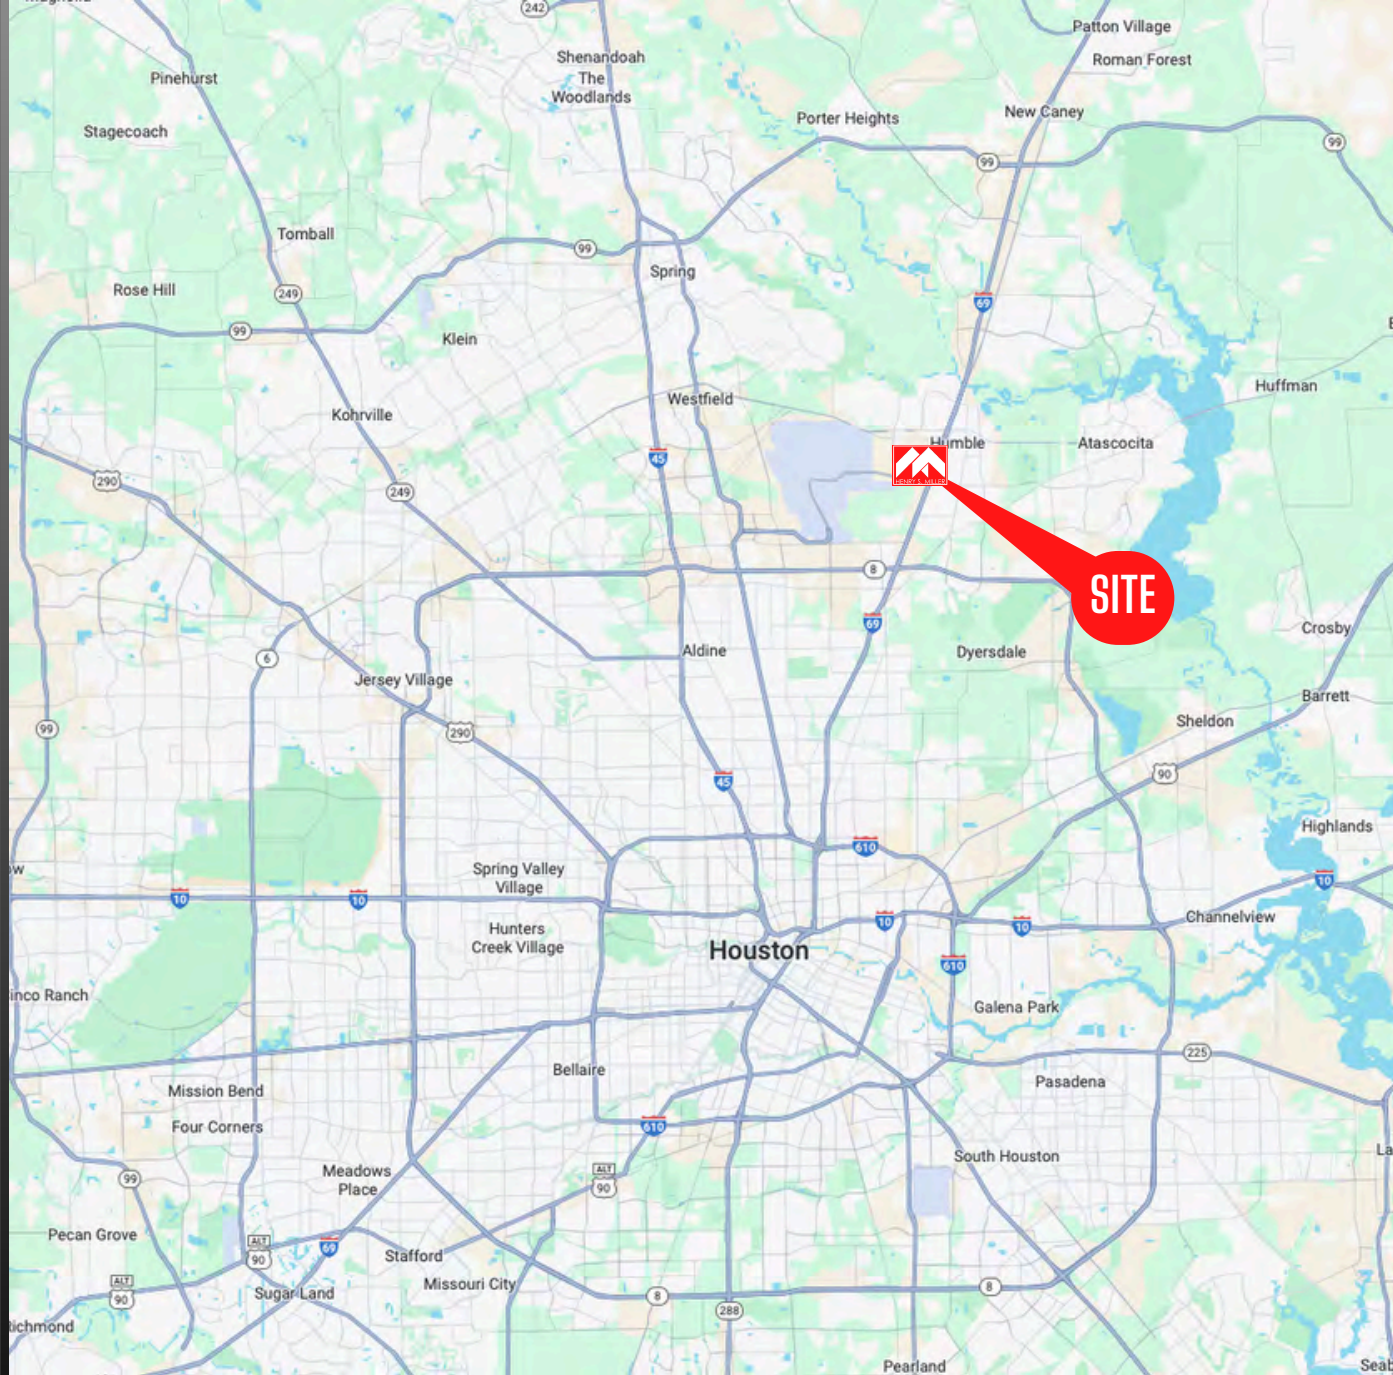 242
Patton Village
Shenandoah
Roman Forest
The
Woodlands
Pinehurst
Porter Heights
New Caney
Stagecoach
99
99
Tomball
99
Spring
Rose Hill
249
69
99
Klein
Huffman
Westfield
Kohrville
Humble
Atascocita
45
HENRY S. MILLER
290
249
8
SITE
69
Crosby
Aldine
Dyersdale
6
Jersey Village
Barrett
Sheldon
99
290
90
45
Highlands
610
Spring Valley
Village
10
10
10
Channelview
10
10
Hunters
Creek Village
Houston
610
inco Ranch
Galena Park
225
Bellaire
Pasadena
Mission Bend
Four Corners
610
South Houston
Meadows
Place
ALT
90
99
Pecan Grove
ALT
90
69
Stafford
Missouri City
ALT
90
Sugar Land
8
8
288
ichmond
Pearland
Seab